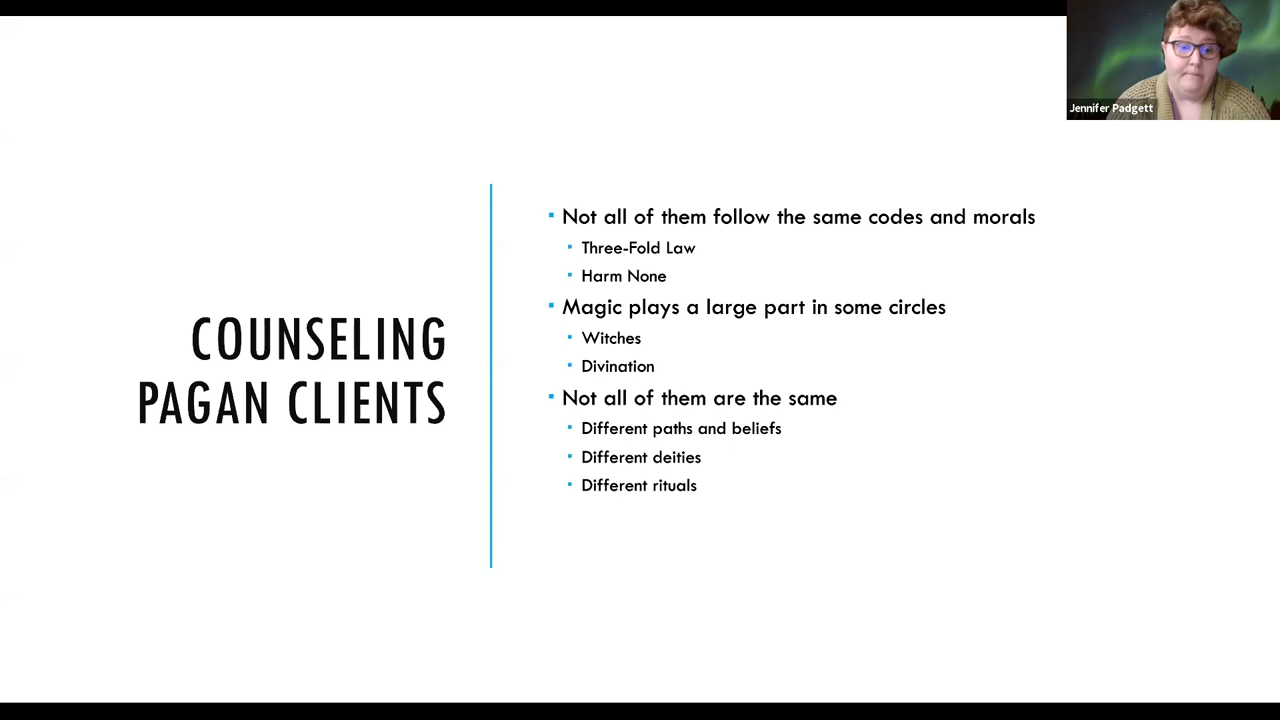 Jennifer Padgett
COUNSELING
PAGAN CLIENTS
Not all of them follow the same codes and morals
Three-Fold Law
Harm None
Magic plays a large part in some circles
Witches
Divination
Not all of them are the same
Different paths and beliefs
Different deities
Different rituals